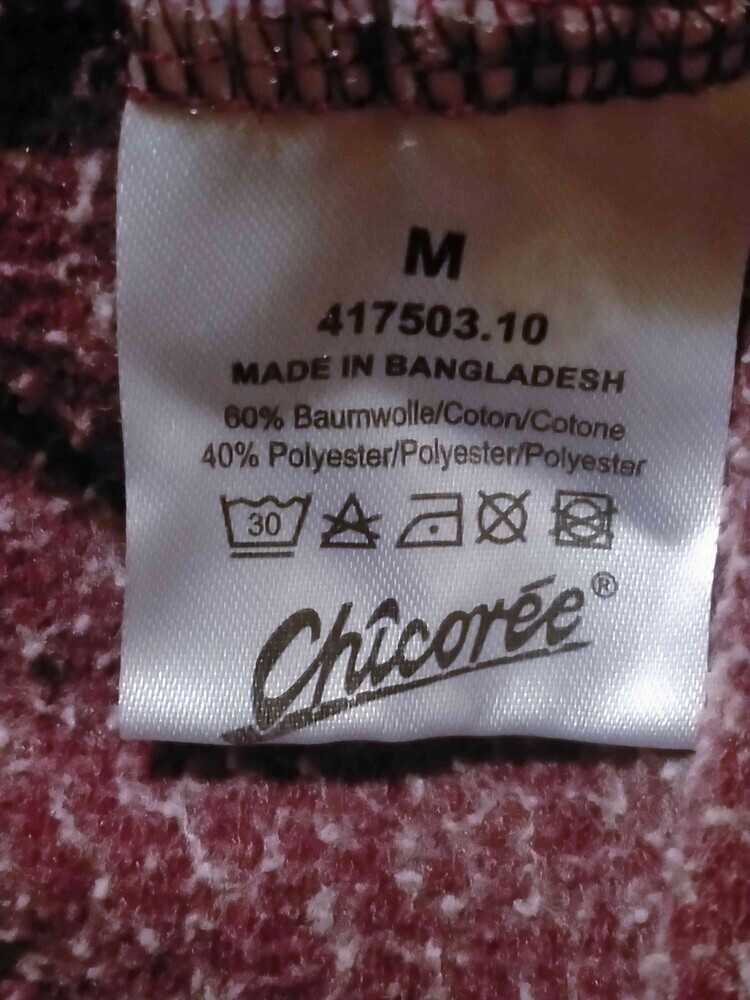 M
417503.10
MADE IN BANGLADESH
60% Baumwolle/Coton/Cotone
40% Polyester/Polyester/Polyester
30
Chîcorée®